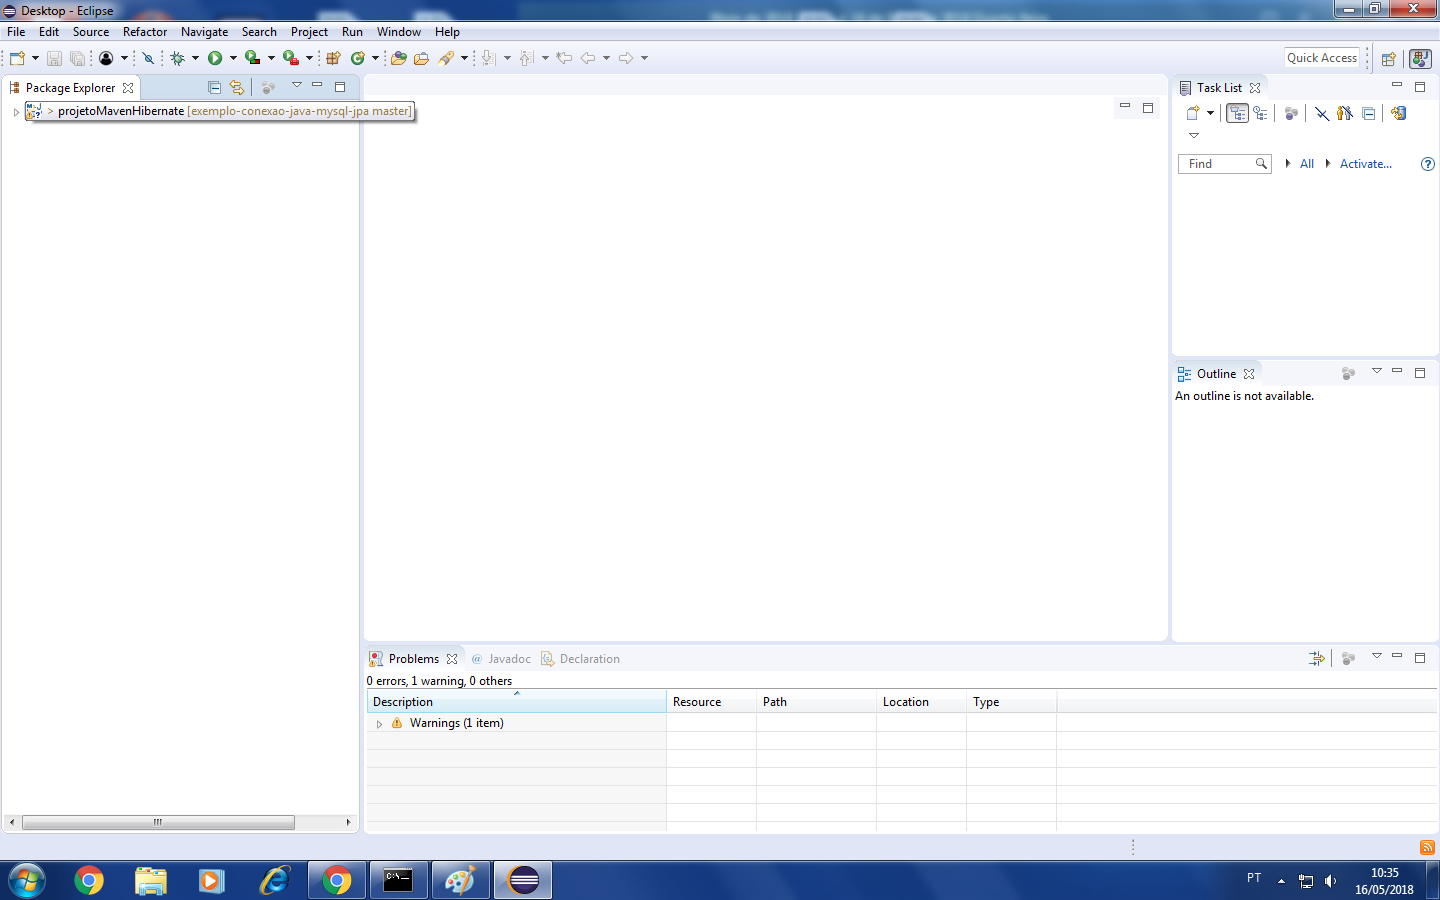 Desktop - Eclipse
File Edit Source Refactor Navigate Search Project Run Window Help
Quick Access
Package Explorer
> projetoMavenHibernate [exemplo-conexao-java-mysql-jpa master]
Task List
Find All Activate...
Outline
An outline is not available.
Problems @ Javadoc Declaration
0 errors, 1 warning, 0 others
Description Resource Path Location Type
Warnings (1 item)
PT
10:35
16/05/2018